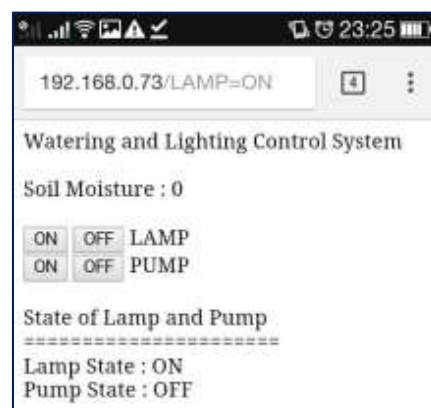 23:25
192.168.0.73/LAMP=ON
4
Watering and Lighting Control System
Soil Moisture : 0
ON OFF LAMP
ON OFF PUMP
State of Lamp and Pump
=======================
Lamp State : ON
Pump State : OFF